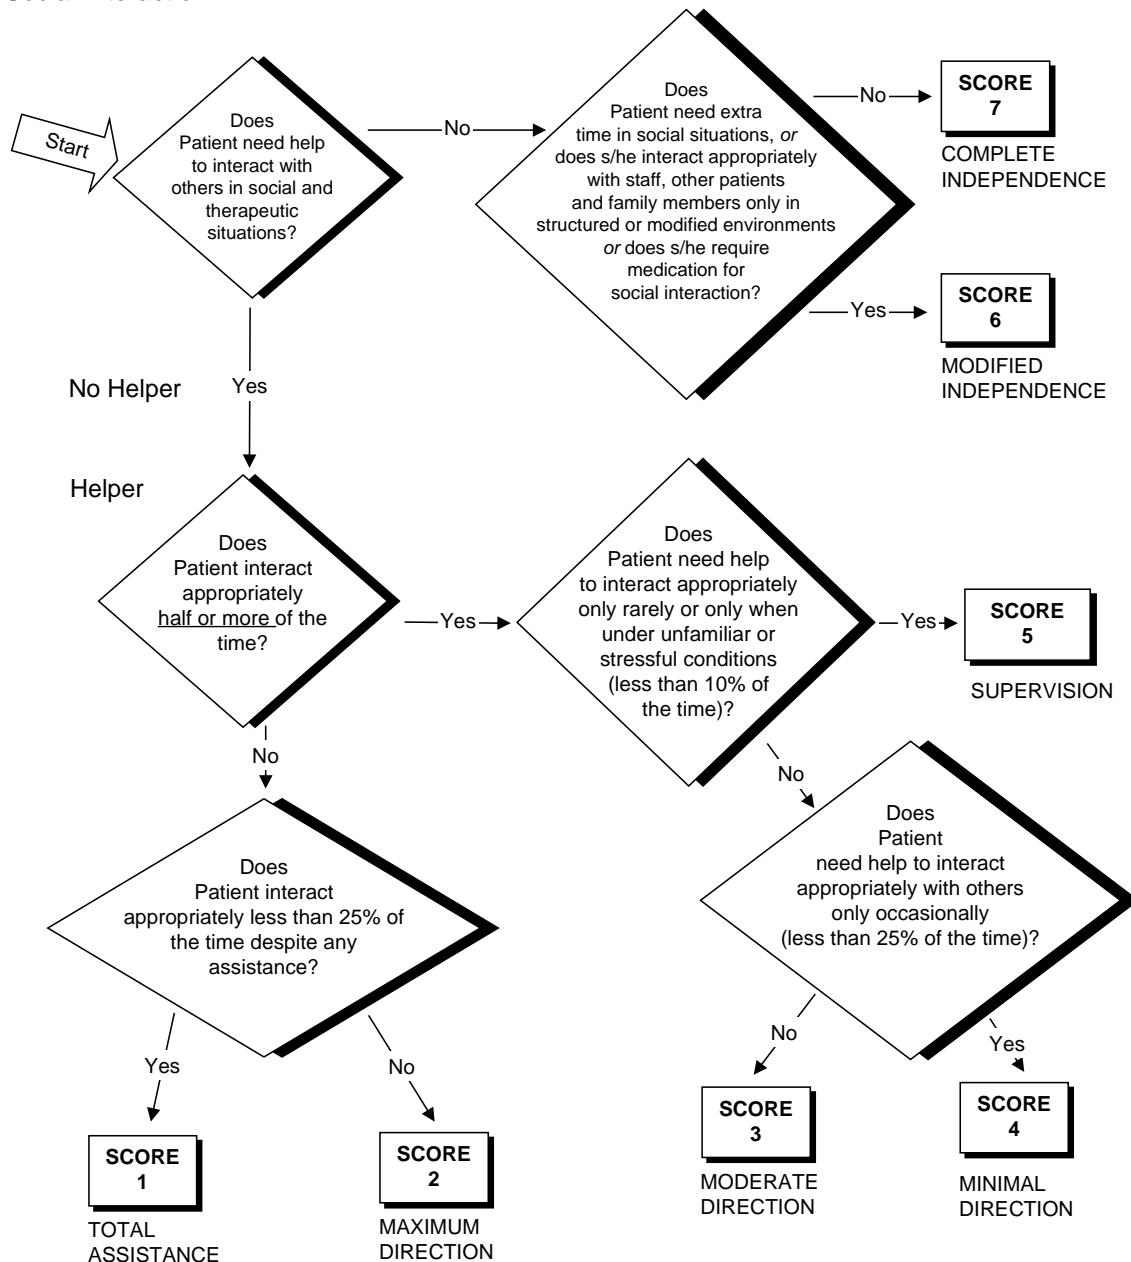 Start
Does
Patient need help
to interact with
others in social and
therapeutic
situations?
No
Does
Patient need extra
time in social situations, or
does s/he interact appropriately
with staff, other patients
and family members only in
structured or modified environments
or does s/he require
medication for
social interaction?
No
SCORE
7
COMPLETE
INDEPENDENCE
Yes
SCORE
6
MODIFIED
INDEPENDENCE
No Helper
Yes
Helper
Does
Patient interact
appropriately
half or more of the
time?
Yes
Does
Patient need help
to interact appropriately
only rarely or only when
under unfamiliar or
stressful conditions
(less than 10% of
the time)?
Yes
SCORE
5
SUPERVISION
No
No
Does
Patient interact
appropriately less than 25% of
the time despite any
assistance?
Does
Patient
need help to interact
appropriately with others
only occasionally
(less than 25% of the time)?
Yes
No
No
Yes
SCORE
1
TOTAL
ASSISTANCE
SCORE
2
MAXIMUM
DIRECTION
SCORE
3
MODERATE
DIRECTION
SCORE
4
MINIMAL
DIRECTION